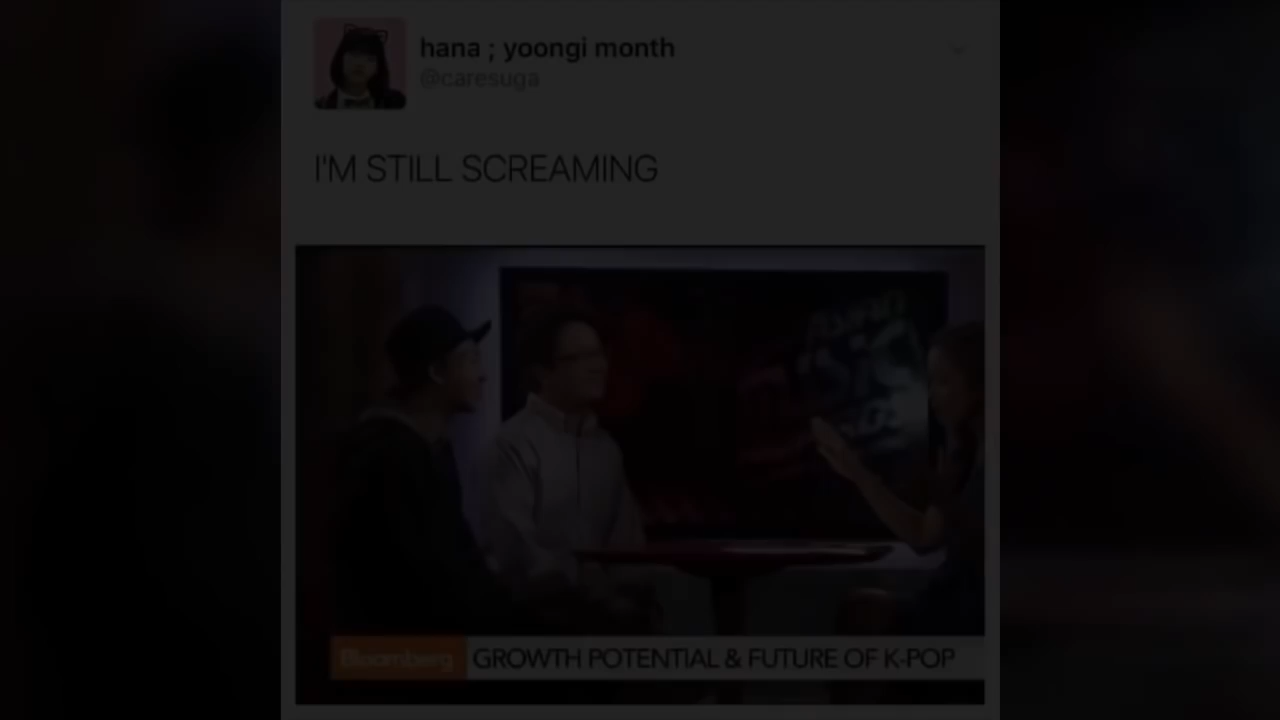 hana ; yoongi month
@caresuga
I'M STILL SCREAMING
Bloomberg
GROWTH POTENTIAL & FUTURE OF K-POP